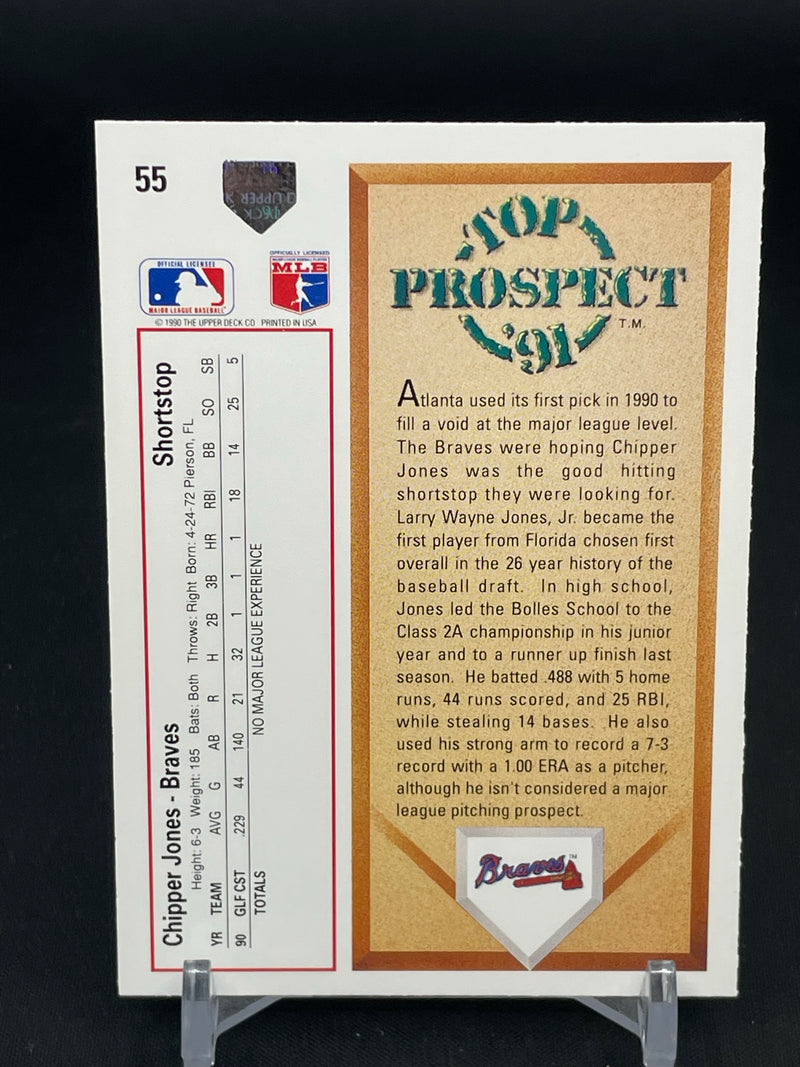 55
UPPER
OFFICIAL LICENSEE
MAJOR LEAGUE BASEBALL
OFFICIALLY LICENSED
MAJOR LEAGUE BASEBALL PLAYERS
MLB
© 1990 THE UPPER DECK CO. PRINTED IN USA
Chipper Jones - Braves Shortstop
Height: 6-3 Weight: 185 Bats: Both Throws: Right Born: 4-24-72 Pierson, FL
YR TEAM AVG G AB R H 2B 3B HR RBI BB SO SB
90 GLF CST .229 44 140 21 32 1 1 1 18 14 25 5
TOTALS NO MAJOR LEAGUE EXPERIENCE
TOP
PROSPECT
'91
T.M.
Atlanta used its first pick in 1990 to
fill a void at the major league level.
The Braves were hoping Chipper
Jones was the good hitting
shortstop they were looking for.
Larry Wayne Jones, Jr. became the
first player from Florida chosen first
overall in the 26 year history of the
baseball draft. In high school,
Jones led the Bolles School to the
Class 2A championship in his junior
year and to a runner up finish last
season. He batted .488 with 5 home
runs, 44 runs scored, and 25 RBI,
while stealing 14 bases. He also
used his strong arm to record a 7-3
record with a 1.00 ERA as a pitcher,
although he isn't considered a major
league pitching prospect.
Braves TM